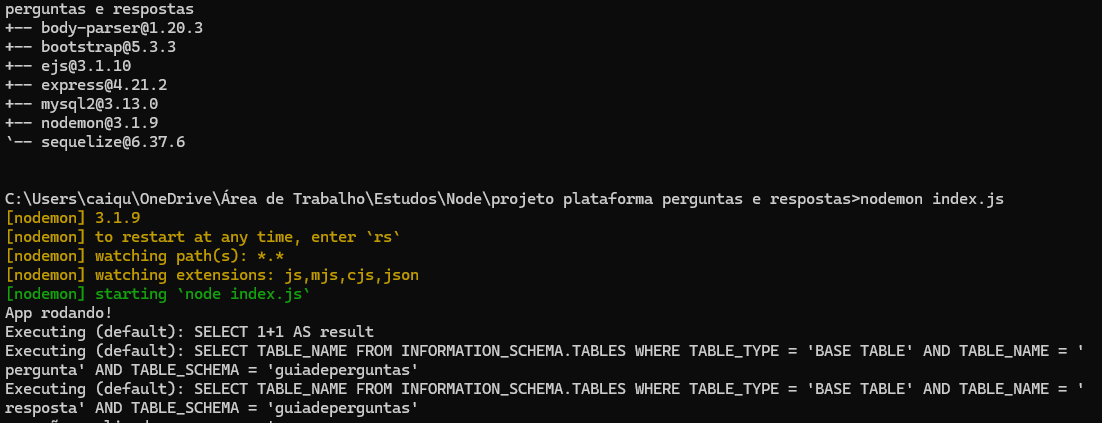 perguntas e respostas
+-- body-parser@1.20.3
+-- bootstrap@5.3.3
+-- ejs@3.1.10
+-- express@4.21.2
+-- mysql2@3.13.0
+-- nodemon@3.1.9
`-- sequelize@6.37.6
C:\Users\caiqu\OneDrive\Área de Trabalho\Estudos\Node\projeto plataforma perguntas e respostas>nodemon index.js
[nodemon] 3.1.9
[nodemon] to restart at any time, enter `rs`
[nodemon] watching path(s): *.*
[nodemon] watching extensions: js,mjs,cjs,json
[nodemon] starting `node index.js`
App rodando!
Executing (default): SELECT 1+1 AS result
Executing (default): SELECT TABLE_NAME FROM INFORMATION_SCHEMA.TABLES WHERE TABLE_TYPE = 'BASE TABLE' AND TABLE_NAME = '
pergunta' AND TABLE_SCHEMA = 'guiadeperguntas'
Executing (default): SELECT TABLE_NAME FROM INFORMATION_SCHEMA.TABLES WHERE TABLE_TYPE = 'BASE TABLE' AND TABLE_NAME = '
resposta' AND TABLE_SCHEMA = 'guiadeperguntas'